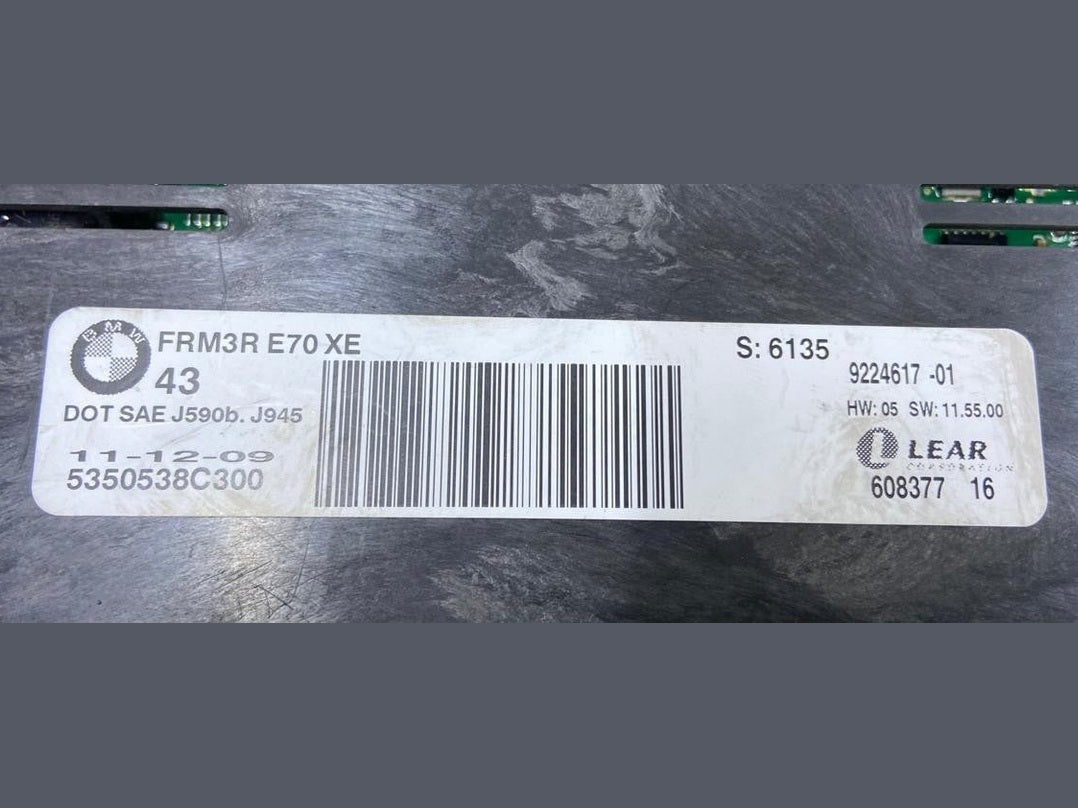 BMW
FRM3R E70 XE
43
DOT SAE J590b. J945
11-12-09
5350538C300
S: 6135
9224617 -01
HW: 05 SW: 11.55.00
L LEAR
CORPORATION
608377 16